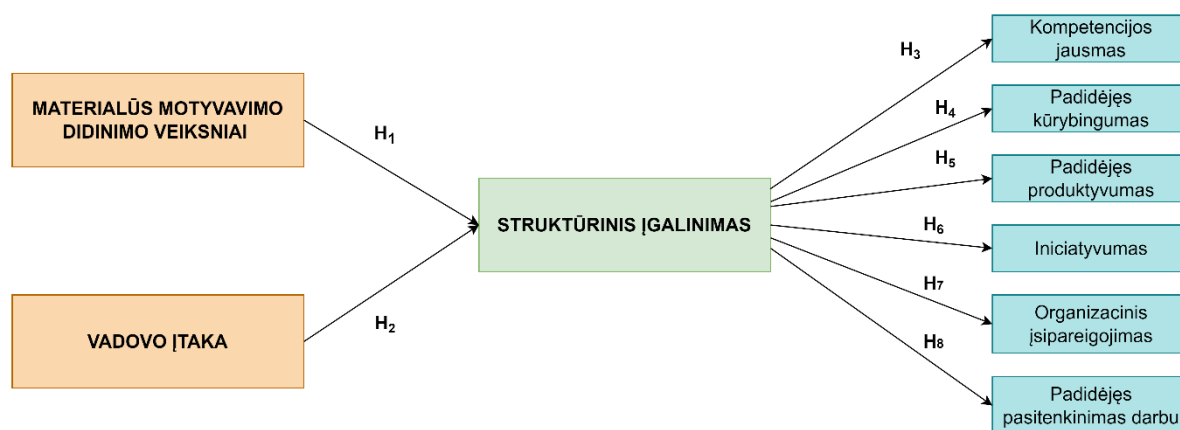 MATERIALŪS MOTYVAVIMO
DIDINIMO VEIKSNIAI
VADOVO ĮTAKA
H1
H2
STRUKTŪRINIS ĮGALINIMAS
H3
H4
H5
H6
H7
H8
Kompetencijos
jausmas
Padidėjęs
kūrybingumas
Padidėjęs
produktyvumas
Iniciatyvumas
Organizacinis
įsipareigojimas
Padidėjęs
pasitenkinimas darbu